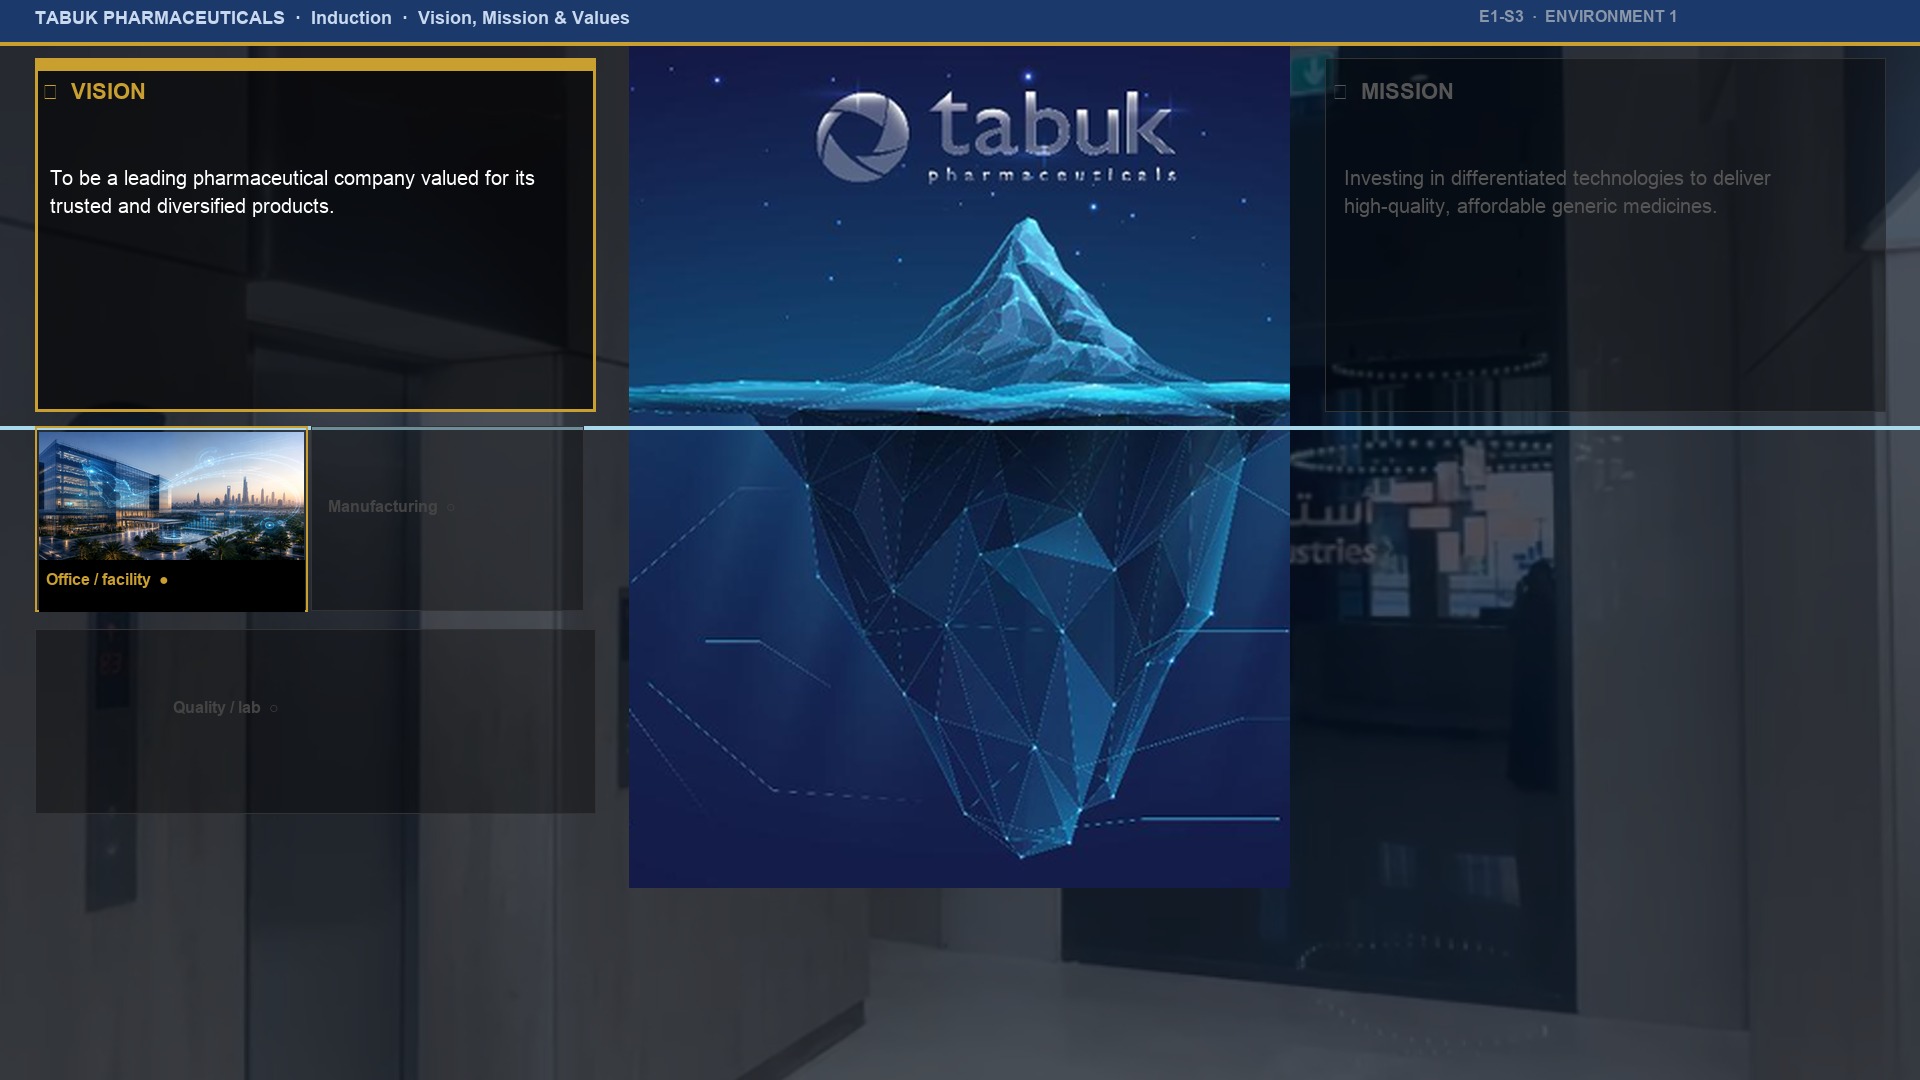 TABUK PHARMACEUTICALS · Induction · Vision, Mission & Values
E1-S3 · ENVIRONMENT 1
VISION
To be a leading pharmaceutical company valued for its
trusted and diversified products.
tabuk
pharmaceuticals
MISSION
Investing in differentiated technologies to deliver
high-quality, affordable generic medicines.
Office / facility ●
Manufacturing ○
Quality / lab ○